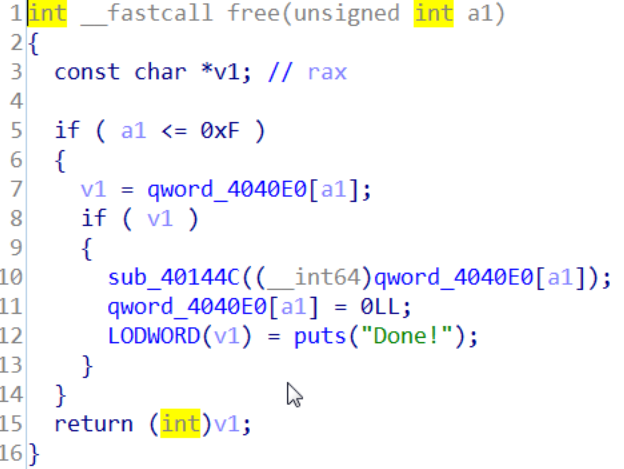 1 int __fastcall free(unsigned int a1)
2 {
3 const char *v1; // rax
4
5 if ( a1 <= 0xF )
6 {
7 v1 = qword_4040E0[a1];
8 if ( v1 )
9 {
10 sub_40144C((__int64)qword_4040E0[a1]);
11 qword_4040E0[a1] = 0LL;
12 LODWORD(v1) = puts("Done!");
13 }
14 }
15 return (int)v1;
16 }